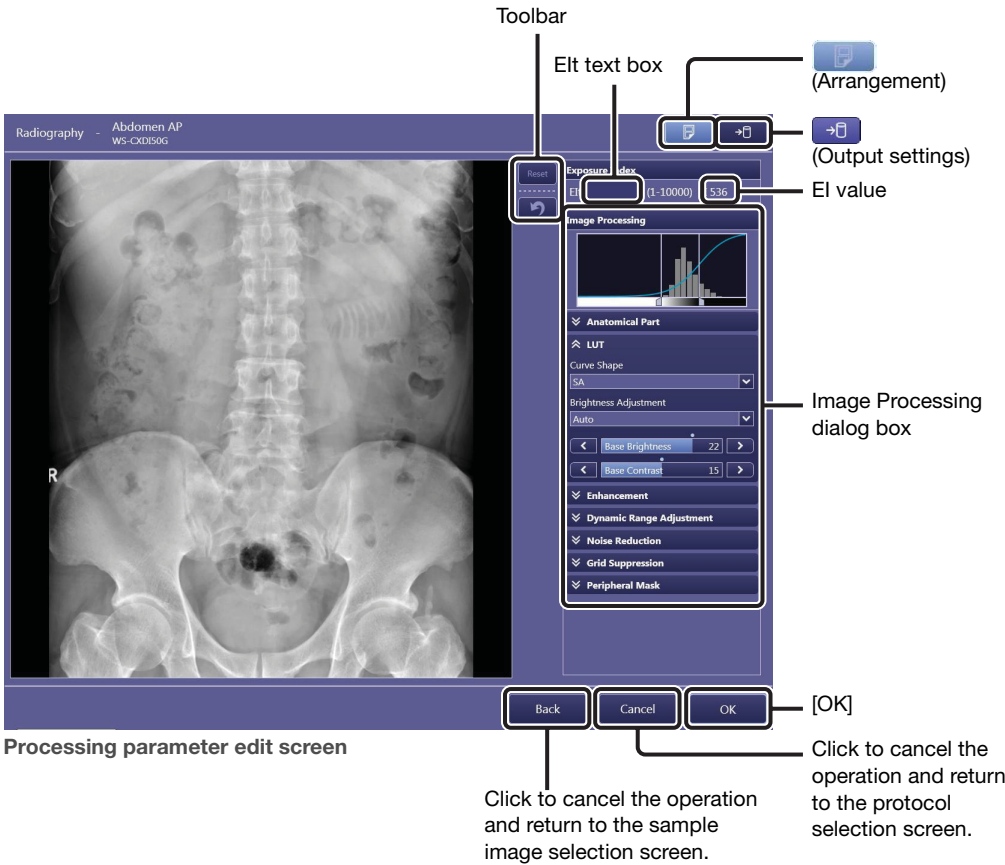 Toolbar
EIt text box
(Arrangement)
Radiography - Abdomen AP
WS-CXDI50G
(Output settings)
Reset
Exposure Index
EIt (1-10000) 536
EI value
Image Processing
Anatomical Part
LUT
Curve Shape
SA
Brightness Adjustment
Auto
Image Processing
dialog box
Base Brightness 22
Base Contrast 15
R
Enhancement
Dynamic Range Adjustment
Noise Reduction
Grid Suppression
Peripheral Mask
Back
Cancel
OK
[OK]
Processing parameter edit screen
Click to cancel the operation
and return to the sample
image selection screen.
Click to cancel the
operation and return
to the protocol
selection screen.